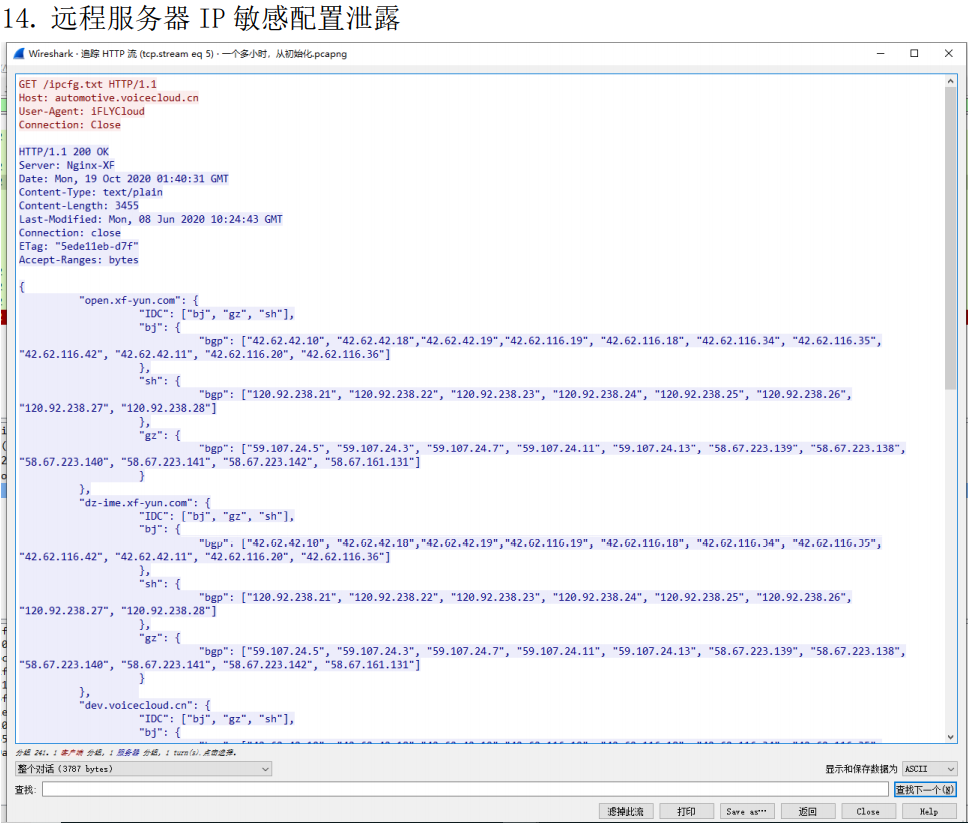 14. 远程服务器 IP 敏感配置泄露
Wireshark · 追踪 HTTP 流 (tcp.stream eq 5) · 一个多小时，从初始化.pcapng
GET /ipcfg.txt HTTP/1.1
Host: automotive.voicecloud.cn
User-Agent: iFLYCloud
Connection: Close
HTTP/1.1 200 OK
Server: Nginx-XF
Date: Mon, 19 Oct 2020 01:40:31 GMT
Content-Type: text/plain
Content-Length: 3455
Last-Modified: Mon, 08 Jun 2020 10:24:43 GMT
Connection: close
ETag: "5ede11eb-d7f"
Accept-Ranges: bytes
{
"open.xf-yun.com": {
"IDC": ["bj", "gz", "sh"],
"bj": {
"bgp": ["42.62.42.10", "42.62.42.18","42.62.42.19","42.62.116.19", "42.62.116.18", "42.62.116.34", "42.62.116.35",
"42.62.116.42", "42.62.42.11", "42.62.116.20", "42.62.116.36"]
},
"sh": {
"bgp": ["120.92.238.21", "120.92.238.22", "120.92.238.23", "120.92.238.24", "120.92.238.25", "120.92.238.26",
"120.92.238.27", "120.92.238.28"]
},
"gz": {
"bgp": ["59.107.24.5", "59.107.24.3", "59.107.24.7", "59.107.24.11", "59.107.24.13", "58.67.223.139", "58.67.223.138",
"58.67.223.140", "58.67.223.141", "58.67.223.142", "58.67.161.131"]
}
},
"dz-ime.xf-yun.com": {
"IDC": ["bj", "gz", "sh"],
"bj": {
"bgp": ["42.62.42.10", "42.62.42.18","42.62.42.19","42.62.116.19", "42.62.116.18", "42.62.116.34", "42.62.116.35",
"42.62.116.42", "42.62.42.11", "42.62.116.20", "42.62.116.36"]
},
"sh": {
"bgp": ["120.92.238.21", "120.92.238.22", "120.92.238.23", "120.92.238.24", "120.92.238.25", "120.92.238.26",
"120.92.238.27", "120.92.238.28"]
},
"gz": {
"bgp": ["59.107.24.5", "59.107.24.3", "59.107.24.7", "59.107.24.11", "59.107.24.13", "58.67.223.139", "58.67.223.138",
"58.67.223.140", "58.67.223.141", "58.67.223.142", "58.67.161.131"]
}
},
"dev.voicecloud.cn": {
"IDC": ["bj", "gz", "sh"],
"bj": {
分组 241。1 客户端 分组，1 服务器 分组，1 turn(s).点击选择。
整个对话 (3787 bytes) 显示和保存数据为 ASCII
查找: 查找下一个(N)
滤掉此流 打印 Save as… 返回 Close Help